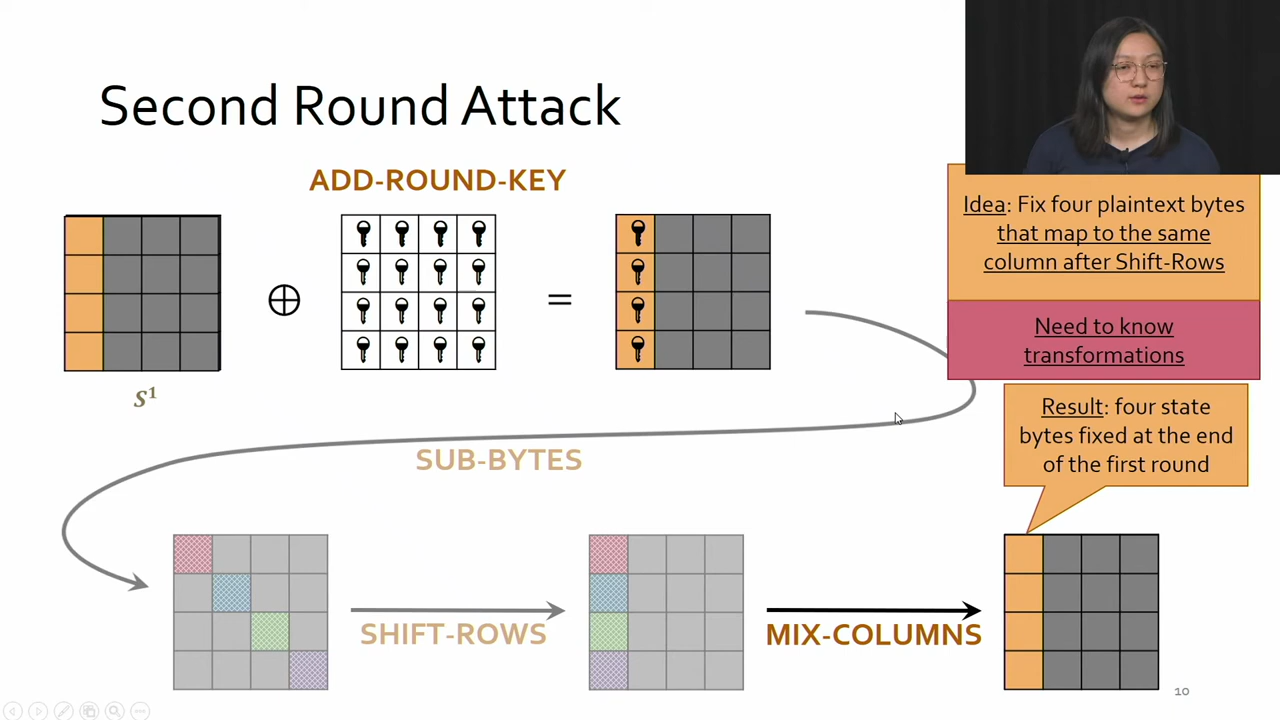 Second Round Attack
ADD-ROUND-KEY
⊕
=
S¹
Idea: Fix four plaintext bytes
that map to the same
column after Shift-Rows
Need to know
transformations
Result: four state
bytes fixed at the end
of the first round
SUB-BYTES
SHIFT-ROWS
MIX-COLUMNS
10